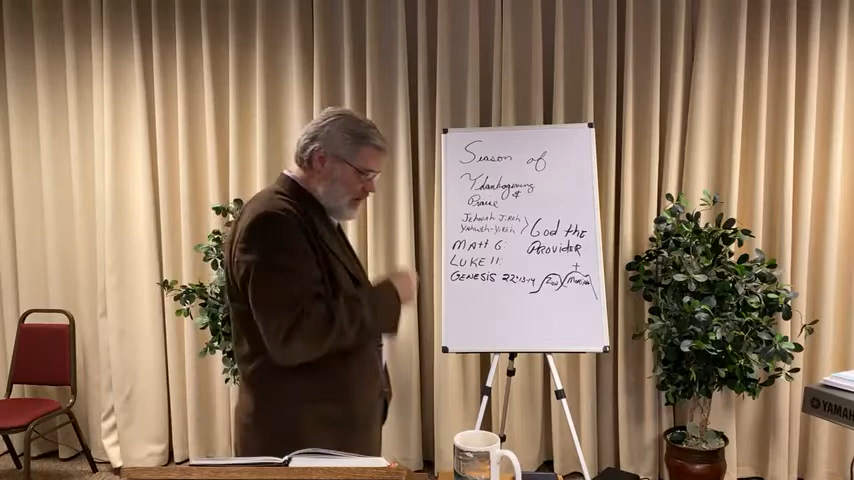 Season of
Thanksgiving
&
Praise
Jehovah Jireh
Yahweh-Yireh
God the
Provider
Matt 6:
Luke 11:
Genesis 22:13-14
Zion
Moriah
YAMAHA